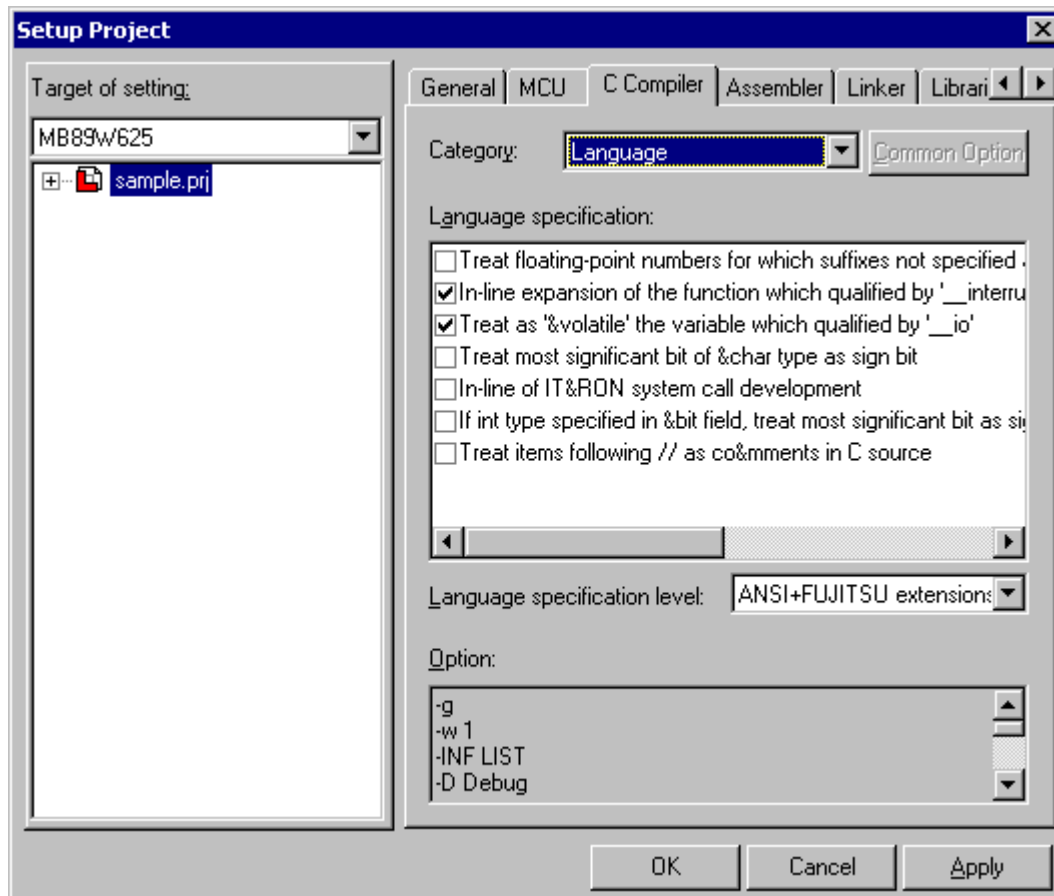 Setup Project
Target of setting:
MB89W625
sample.prj
General MCU C Compiler Assembler Linker Librari
Category: Language Common Option
Language specification:
Treat floating-point numbers for which suffixes not specified
In-line expansion of the function which qualified by '__interru
Treat as '&volatile' the variable which qualified by '__io'
Treat most significant bit of &char type as sign bit
In-line of IT&RON system call development
If int type specified in &bit field, treat most significant bit as si
Treat items following // as co&mments in C source
Language specification level: ANSI+FUJITSU extensions
Option:
-g
-w 1
-INF LIST
-D Debug
OK Cancel Apply